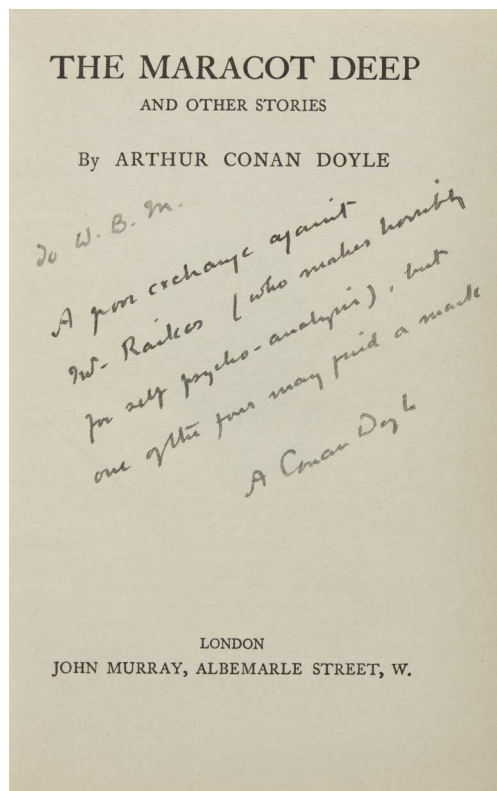 THE MARACOT DEEP
AND OTHER STORIES
By ARTHUR CONAN DOYLE
To W. B. M.
A poor exchange against
Mr. Raikes (who makes horribly
for self psycho-analysis), but
one of the four may find a mark
A Conan Doyle
LONDON
JOHN MURRAY, ALBEMARLE STREET, W.